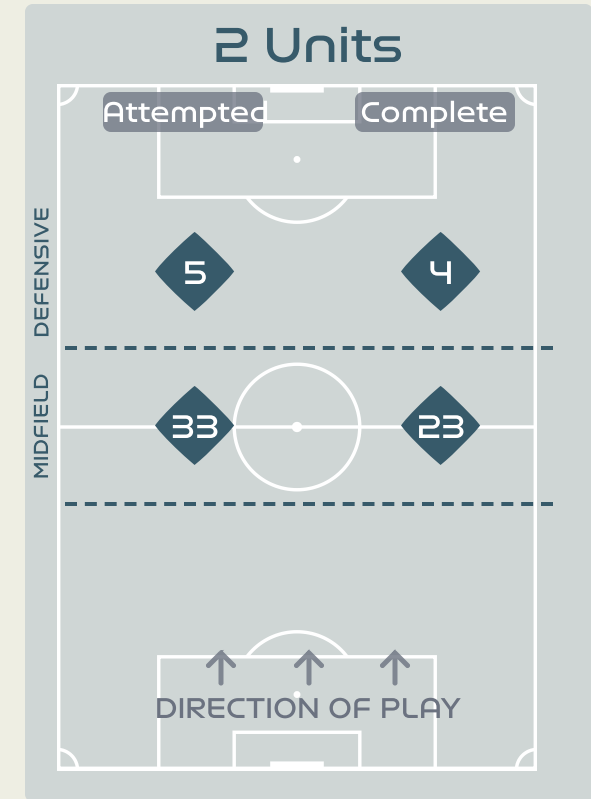 2 Units
Attempted Complete
DEFENSIVE
5 4
MIDFIELD
33 23
DIRECTION OF PLAY